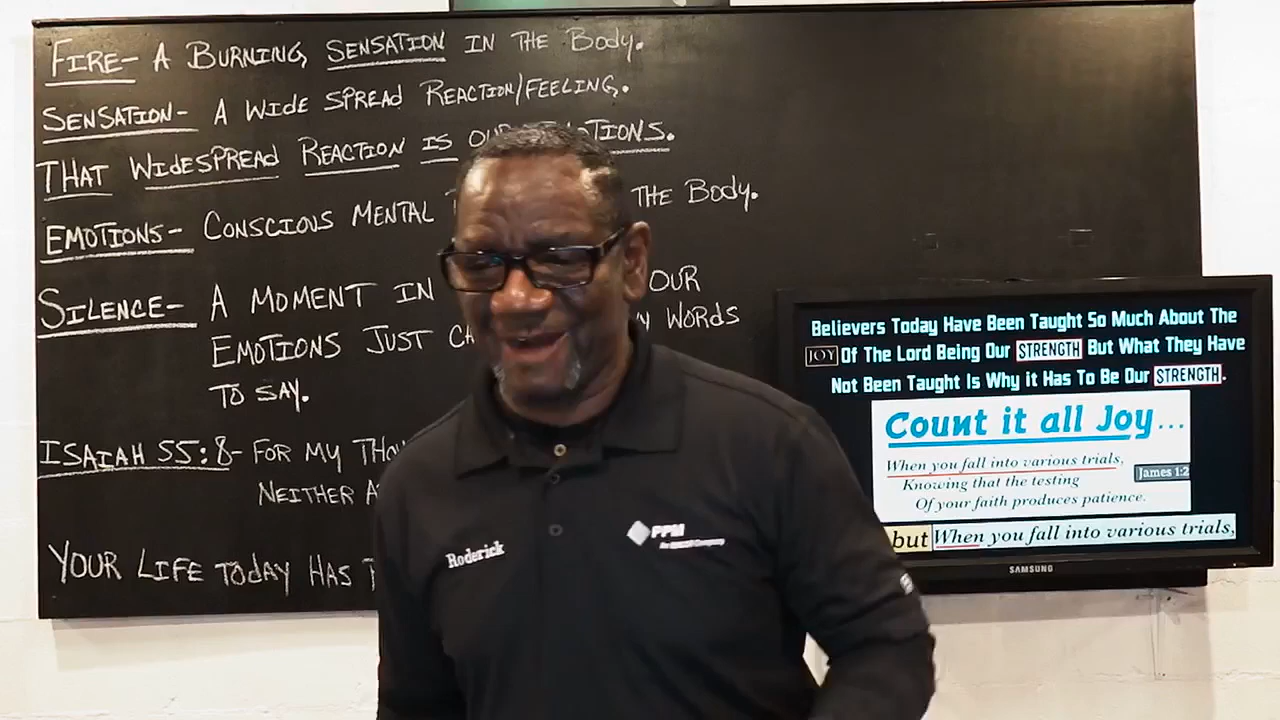 FIRE- A BURNING, SENSATION IN THE BODY.
SENSATION- A WIDE SPREAD REACTION/FEELING.
THAT WIDESPREAD REACTION IS OUR TIONS.
EMOTIONS- CONSCIOUS MENTAL THE BODY.
SILENCE- A MOMENT IN OUR
EMOTIONS JUST WORDS
TO SAY.
ISAIAH 55:8- FOR MY
NEITHER
YOUR LIFE TODAY HAS
Believers Today Have Been Taught So Much About The
JOY Of The Lord Being Our STRENGTH But What They Have
Not Been Taught Is Why it Has To Be Our STRENGTH.
Count it all Joy...
When you fall into various trials,
James 1:2
Knowing that the testing
Of your faith produces patience.
but When you fall into various trials,
SAMSUNG
Roderick
PPM